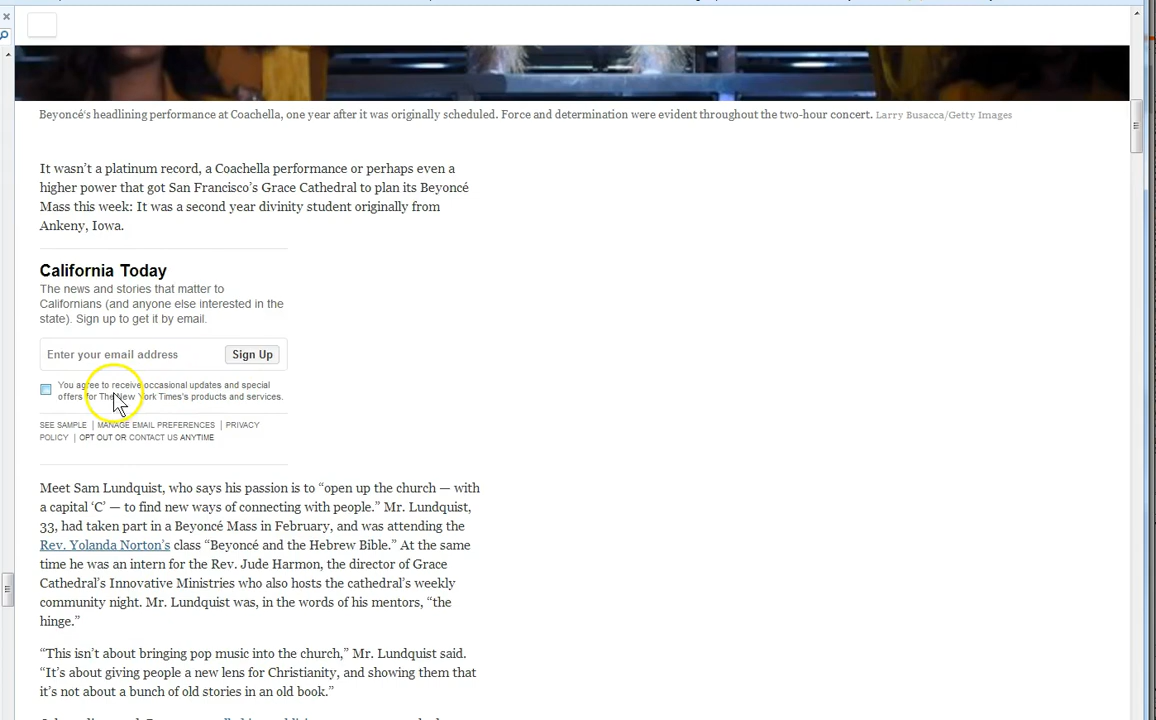 Beyoncé's headlining performance at Coachella, one year after it was originally scheduled. Force and determination were evident throughout the two-hour concert. Larry Busacca/Getty Images
It wasn't a platinum record, a Coachella performance or perhaps even a
higher power that got San Francisco's Grace Cathedral to plan its Beyoncé
Mass this week: It was a second year divinity student originally from
Ankeny, Iowa.
California Today
The news and stories that matter to
Californians (and anyone else interested in the
state). Sign up to get it by email.
Enter your email address Sign Up
You agree to receive occasional updates and special
offers for The New York Times's products and services.
SEE SAMPLE | MANAGE EMAIL PREFERENCES | PRIVACY
POLICY | OPT OUT OR CONTACT US ANYTIME
Meet Sam Lundquist, who says his passion is to “open up the church — with
a capital ‘C’ — to find new ways of connecting with people.” Mr. Lundquist,
33, had taken part in a Beyoncé Mass in February, and was attending the
Rev. Yolanda Norton's class “Beyoncé and the Hebrew Bible.” At the same
time he was an intern for the Rev. Jude Harmon, the director of Grace
Cathedral's Innovative Ministries who also hosts the cathedral's weekly
community night. Mr. Lundquist was, in the words of his mentors, “the
hinge.”
“This isn't about bringing pop music into the church,” Mr. Lundquist said.
“It's about giving people a new lens for Christianity, and showing them that
it's not about a bunch of old stories in an old book.”